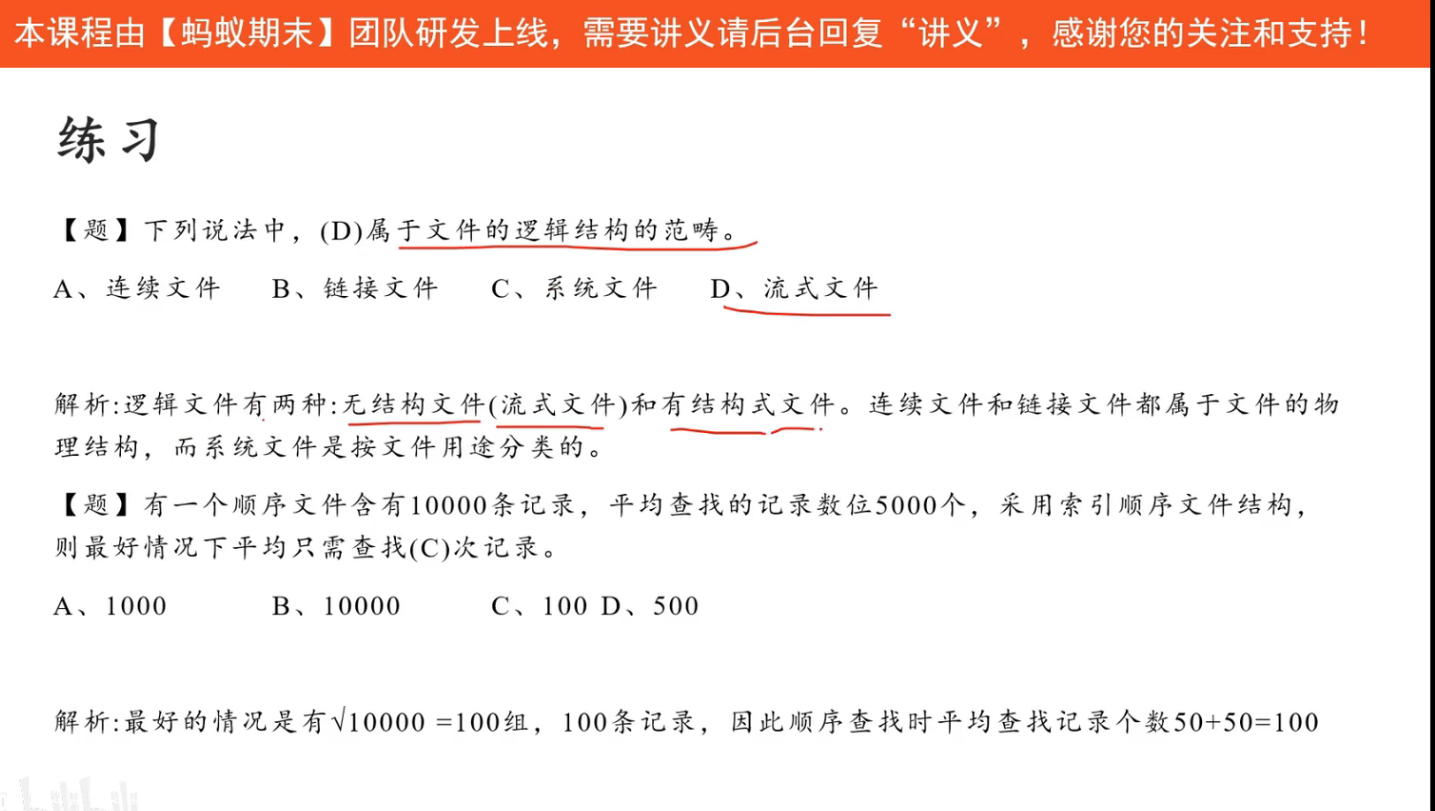 本课程由【蚂蚁期末】团队研发上线，需要讲义请后台回复“讲义”，感谢您的关注和支持！
练习
【题】下列说法中，(D)属于文件的逻辑结构的范畴。
A、连续文件 B、链接文件 C、系统文件 D、流式文件
解析:逻辑文件有两种:无结构文件(流式文件)和有结构式文件。连续文件和链接文件都属于文件的物
理结构，而系统文件是按文件用途分类的。
【题】有一个顺序文件含有10000条记录，平均查找的记录数位5000个，采用索引顺序文件结构，
则最好情况下平均只需查找(C)次记录。
A、1000 B、10000 C、100 D、500
解析:最好的情况是有√10000 =100组，100条记录，因此顺序查找时平均查找记录个数50+50=100